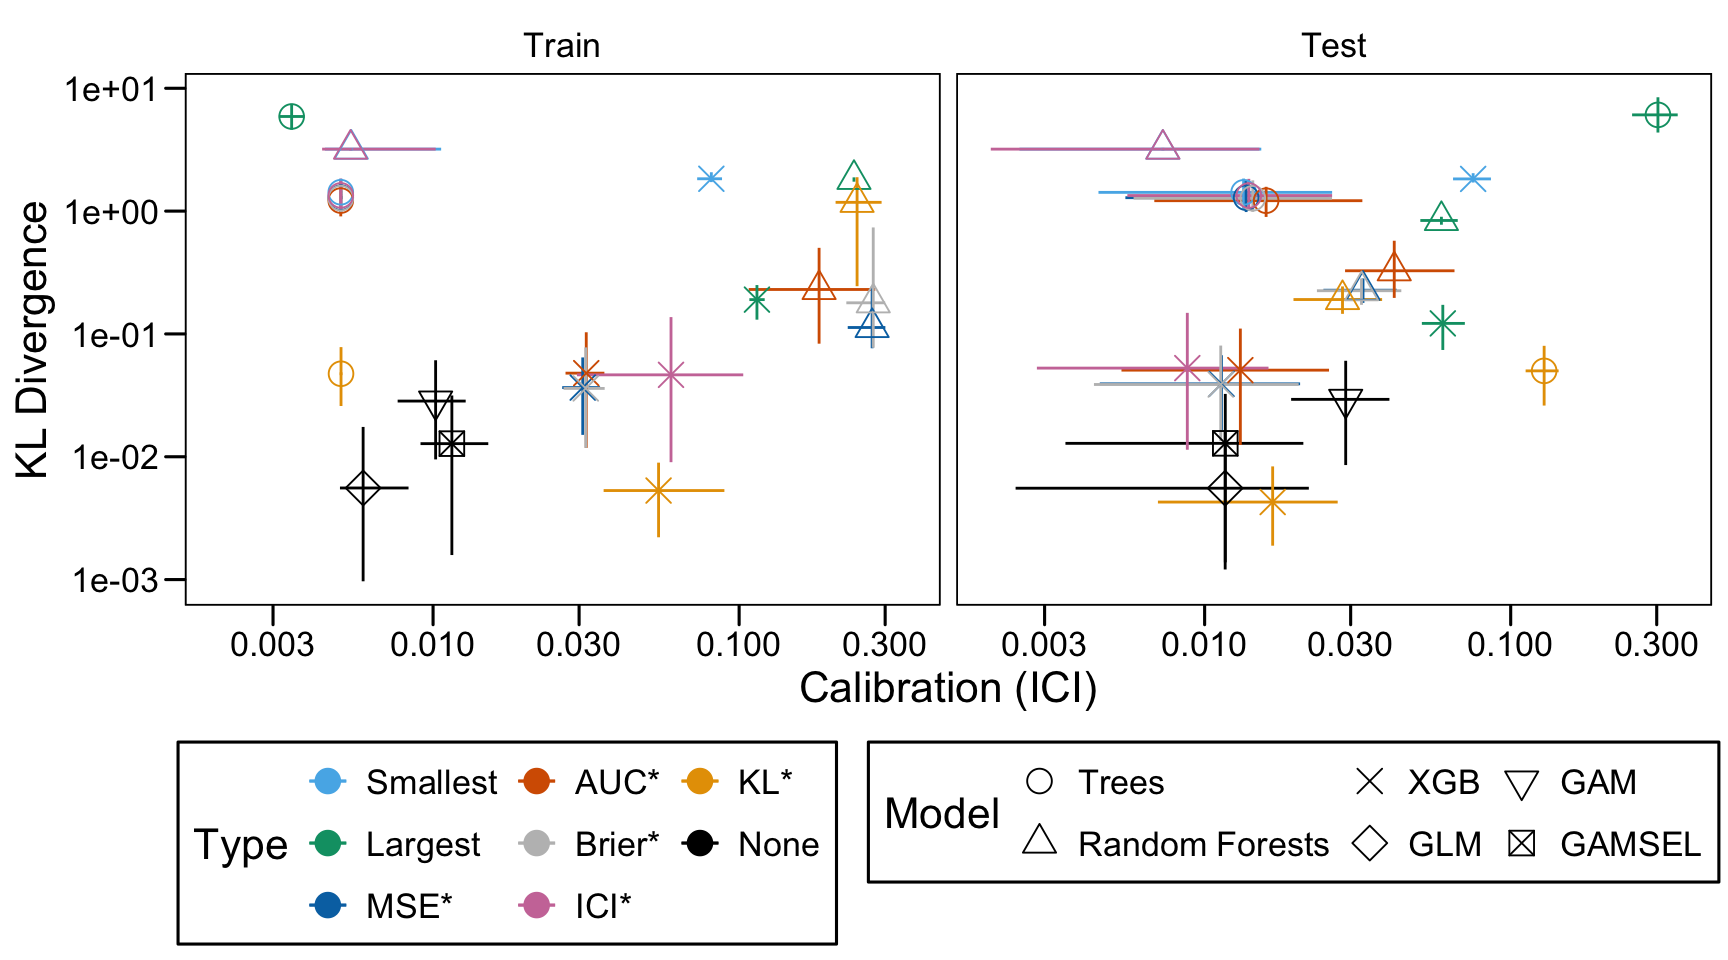 Train Test
1e+01
1e+00
1e-01
1e-02
1e-03
KL Divergence
0.003 0.010 0.030 0.100 0.300 0.003 0.010 0.030 0.100 0.300
Calibration (ICI)
Type
Smallest AUC* KL*
Largest Brier* None
MSE* ICI*
Model
Trees XGB GAM
Random Forests GLM GAMSEL